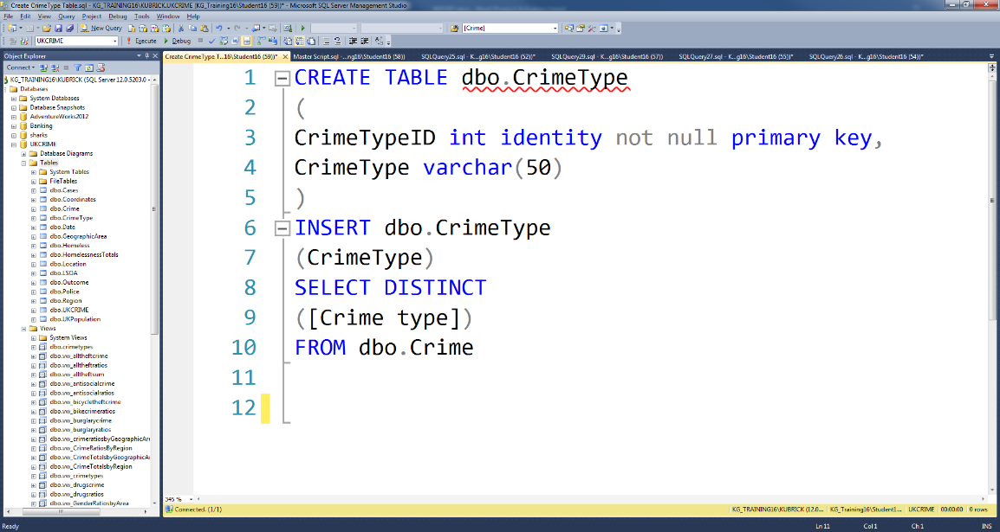 Create CrimeType Table.sql - KG_TRAINING16\KUBRICK.UKCRIME (KG_Training16\Student16 (59))* - Microsoft SQL Server Management Studio
File Edit View Query Project Debug Tools Window Help
New Query [Crime]
UKCRIME Execute Debug
Object Explorer
Create CrimeType T...16\Student16 (59))* Master Script.sql -...ng16\Student16 (58)) SQLQuery25.sql - K...g16\Student16 (52))* SQLQuery29.sql - K...g16\Student16 (57)) SQLQuery27.sql - K...g16\Student16 (55))* SQLQuery26.sql - K...g16\Student16 (54))*
Connect
KG_TRAINING16\KUBRICK (SQL Server 12.0.5203.0 -
Databases
System Databases
Database Snapshots
AdventureWorks2012
Banking
sharks
UKCRIME
Database Diagrams
Tables
System Tables
FileTables
dbo.Cases
dbo.Coordinates
dbo.Crime
dbo.CrimeType
dbo.Date
dbo.GeographicArea
dbo.Homeless
dbo.HomelessnessTotals
dbo.Location
dbo.LSOA
dbo.Outcome
dbo.Police
dbo.Region
dbo.UKCRIME
dbo.UKPopulation
Views
System Views
dbo.crimetypes
dbo.vw_alltheftcrime
dbo.vw_alltheftratios
dbo.vw_alltheftsum
dbo.vw_antisocialcrime
dbo.vw_antisocialratios
dbo.vw_bicycletheftcrime
dbo.vw_bikecrimeratios
dbo.vw_burglarycrime
dbo.vw_burglaryratios
dbo.vw_crimeratiosbyGeographicAr
dbo.vw_CrimeRatiosByRegion
dbo.vw_CrimeTotalsbyGeographicA
dbo.vw_CrimeTotalsbyRegion
dbo.vw_crimetypes
dbo.vw_drugscrime
dbo.vw_drugsratios
dbo.vw_GenderRatiosbyArea
1 CREATE TABLE dbo.CrimeType
2 (
3 CrimeTypeID int identity not null primary key,
4 CrimeType varchar(50)
5 )
6 INSERT dbo.CrimeType
7 (CrimeType)
8 SELECT DISTINCT
9 ([Crime type])
10 FROM dbo.Crime
11
12
345 %
Connected. (1/1) KG_TRAINING16\KUBRICK (12.0... KG_Training16\Student1... UKCRIME 00:00:00 0 rows
Ready Ln 11 Col 1 Ch 1 INS